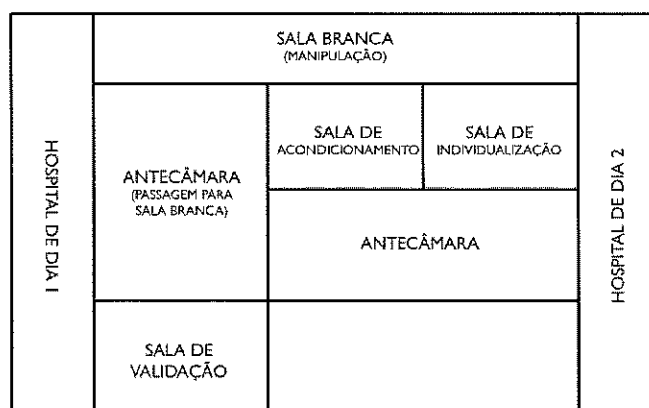 SALA BRANCA
(MANIPULAÇÃO)
HOSPITAL DE DIA 1
ANTECÂMARA
(PASSAGEM PARA
SALA BRANCA)
SALA DE
ACONDICIONAMENTO
SALA DE
INDIVIDUALIZAÇÃO
ANTECÂMARA
HOSPITAL DE DIA 2
SALA DE
VALIDAÇÃO